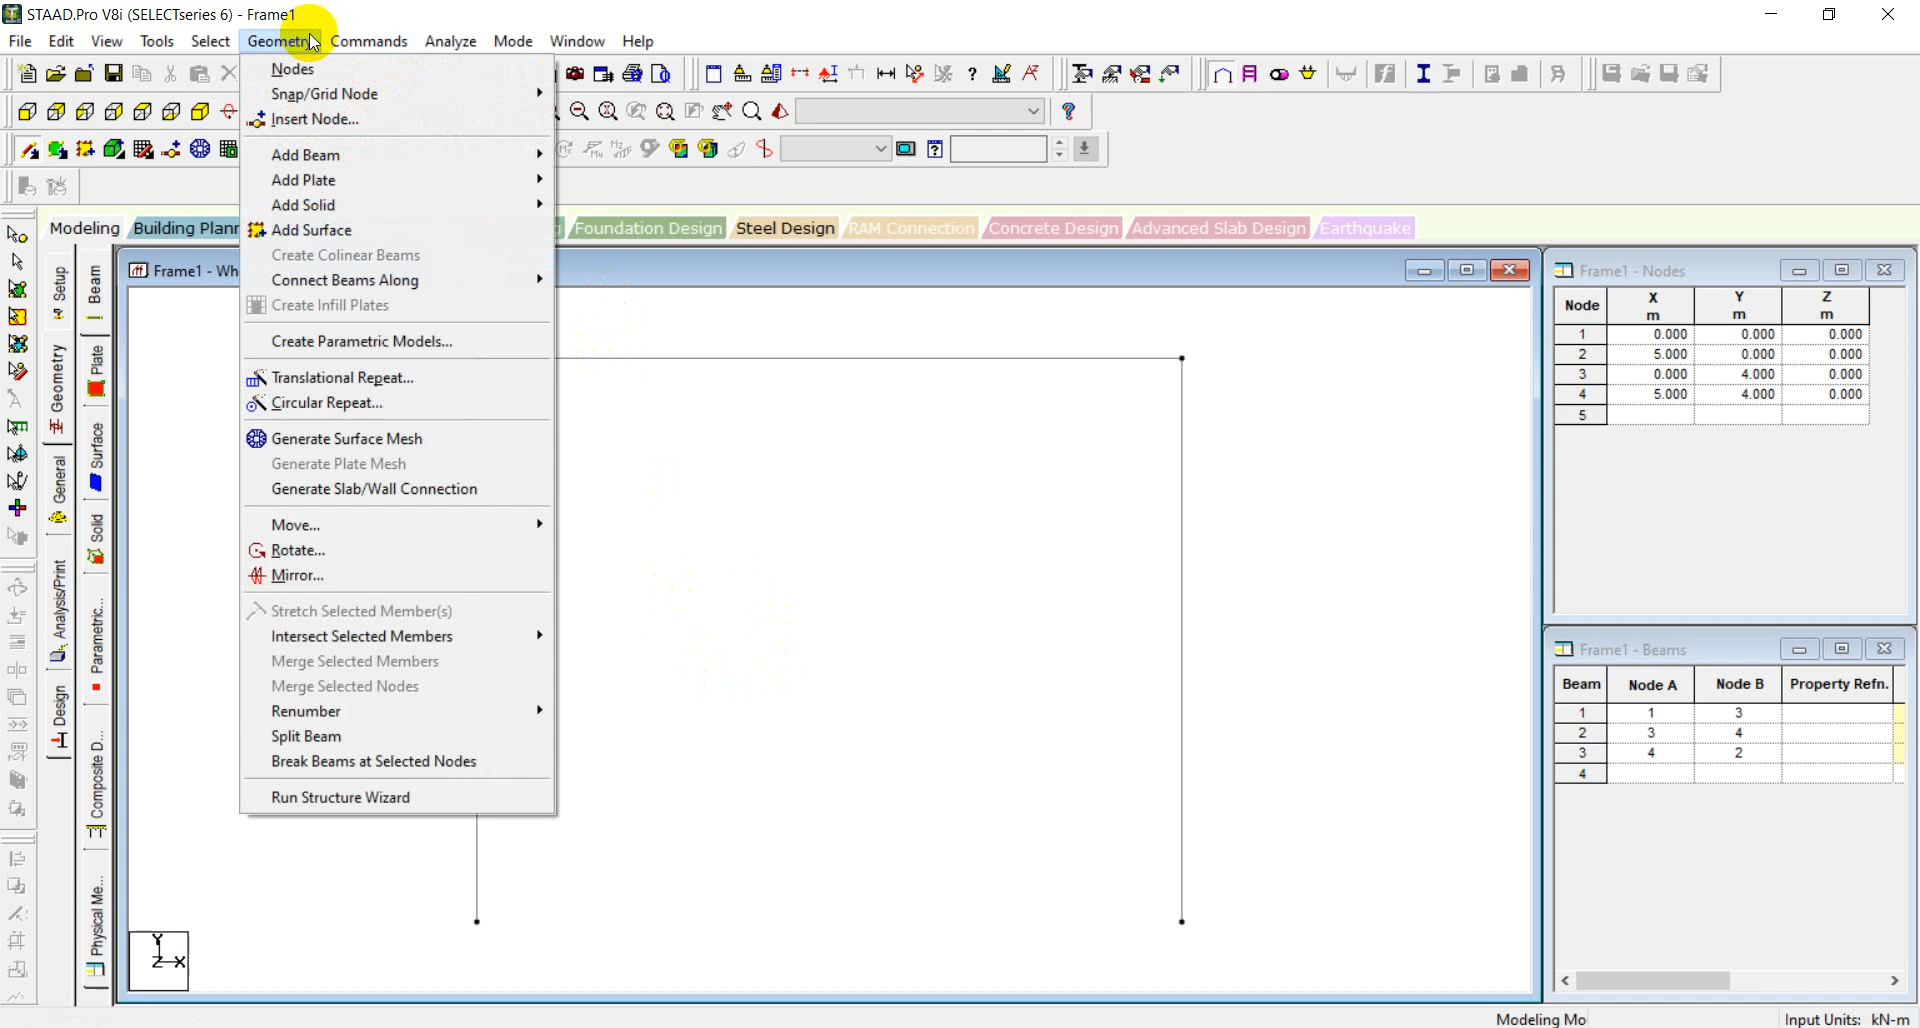 STAAD.Pro V8i (SELECTseries 6) - Frame1
File Edit View Tools Select Geometry Commands Analyze Mode Window Help
Nodes
Snap/Grid Node
Insert Node...
Add Beam
Add Plate
Add Solid
Add Surface
Create Colinear Beams
Connect Beams Along
Create Infill Plates
Create Parametric Models...
Translational Repeat...
Circular Repeat...
Generate Surface Mesh
Generate Plate Mesh
Generate Slab/Wall Connection
Move...
Rotate...
Mirror...
Stretch Selected Member(s)
Intersect Selected Members
Merge Selected Members
Merge Selected Nodes
Renumber
Split Beam
Break Beams at Selected Nodes
Run Structure Wizard
Modeling Building Plann Foundation Design Steel Design RAM Connection Concrete Design Advanced Slab Design Earthquake
Setup
Geometry
General
Analysis/Print
Design
Beam
Plate
Surface
Solid
Parametric...
Composite D...
Physical Me...
Frame1 - Wh
Y
Z X
Frame1 - Nodes
Node X m Y m Z m
1 0.000 0.000 0.000
2 5.000 0.000 0.000
3 0.000 4.000 0.000
4 5.000 4.000 0.000
5
Frame1 - Beams
Beam Node A Node B Property Refn.
1 1 3
2 3 4
3 4 2
4
Modeling Mo Input Units: kN-m